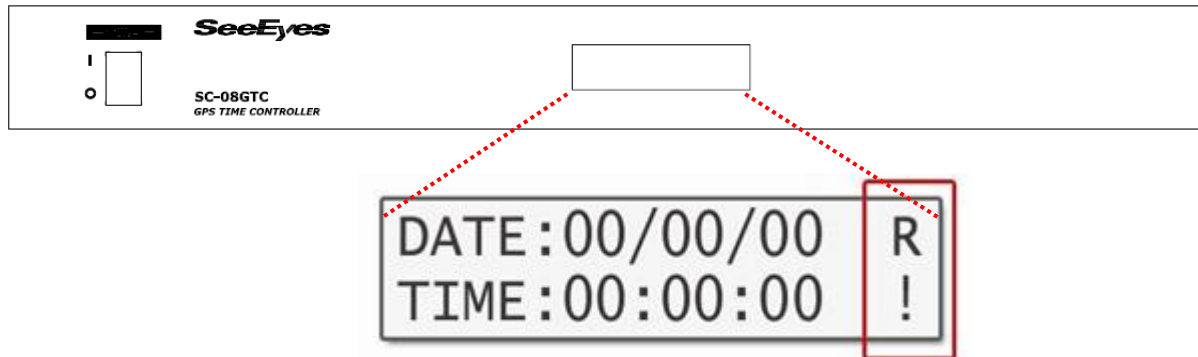 SeeEyes
I
O
SC-08GTC
GPS TIME CONTROLLER
DATE:00/00/00 R
TIME:00:00:00 !